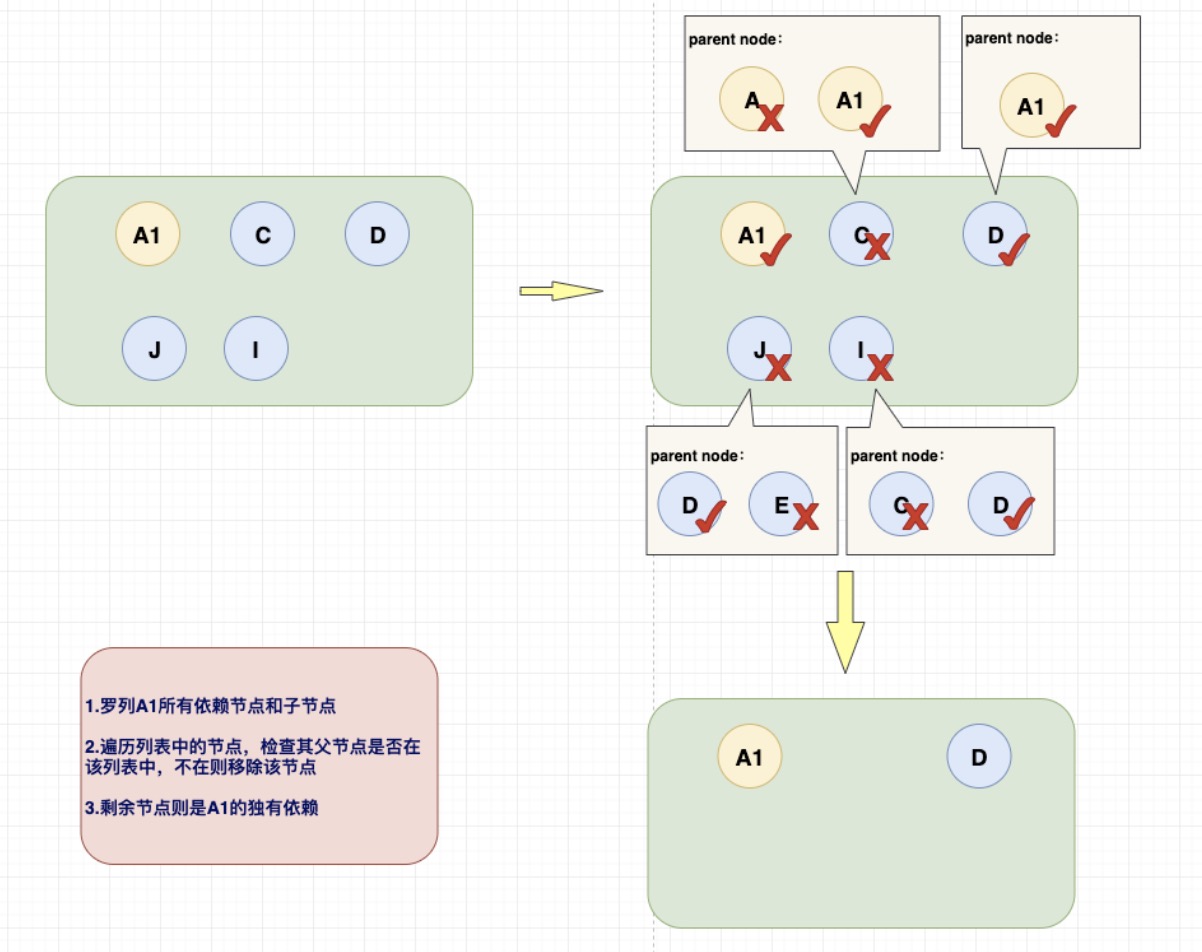 parent node:
A
A1
parent node:
A1
A1
C
D
A1
C
D
J
I
J
I
parent node:
D
E
parent node:
C
D
1.罗列A1所有依赖节点和子节点
2.遍历列表中的节点，检查其父节点是否在
该列表中，不在则移除该节点
3.剩余节点则是A1的独有依赖
A1
D